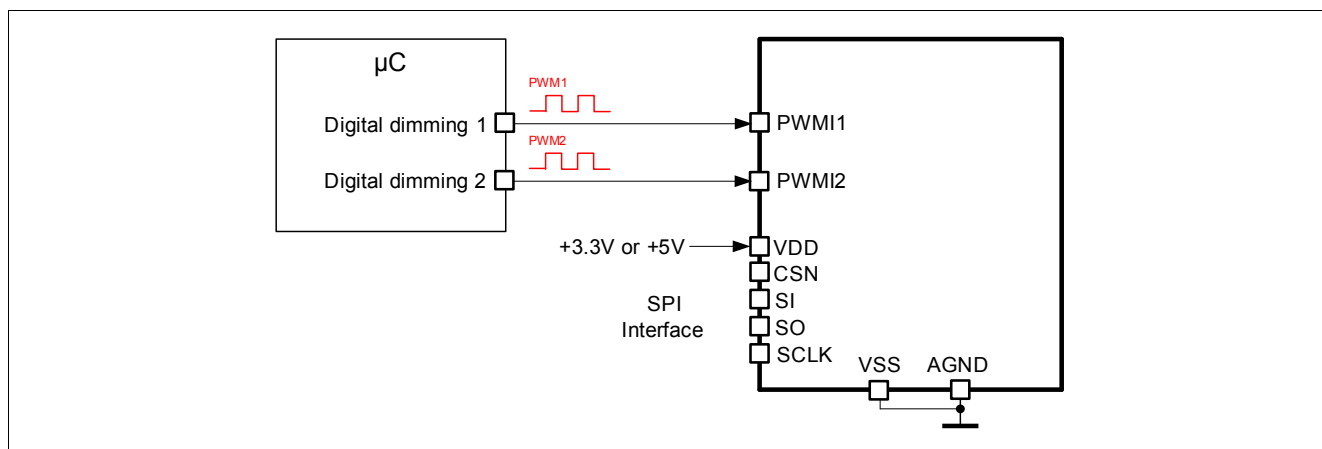 µC
PWM1
Digital dimming 1
PWMI1
PWM2
Digital dimming 2
PWMI2
+3.3V or +5V
VDD
CSN
SPI
Interface
SI
SO
SCLK
VSS
AGND